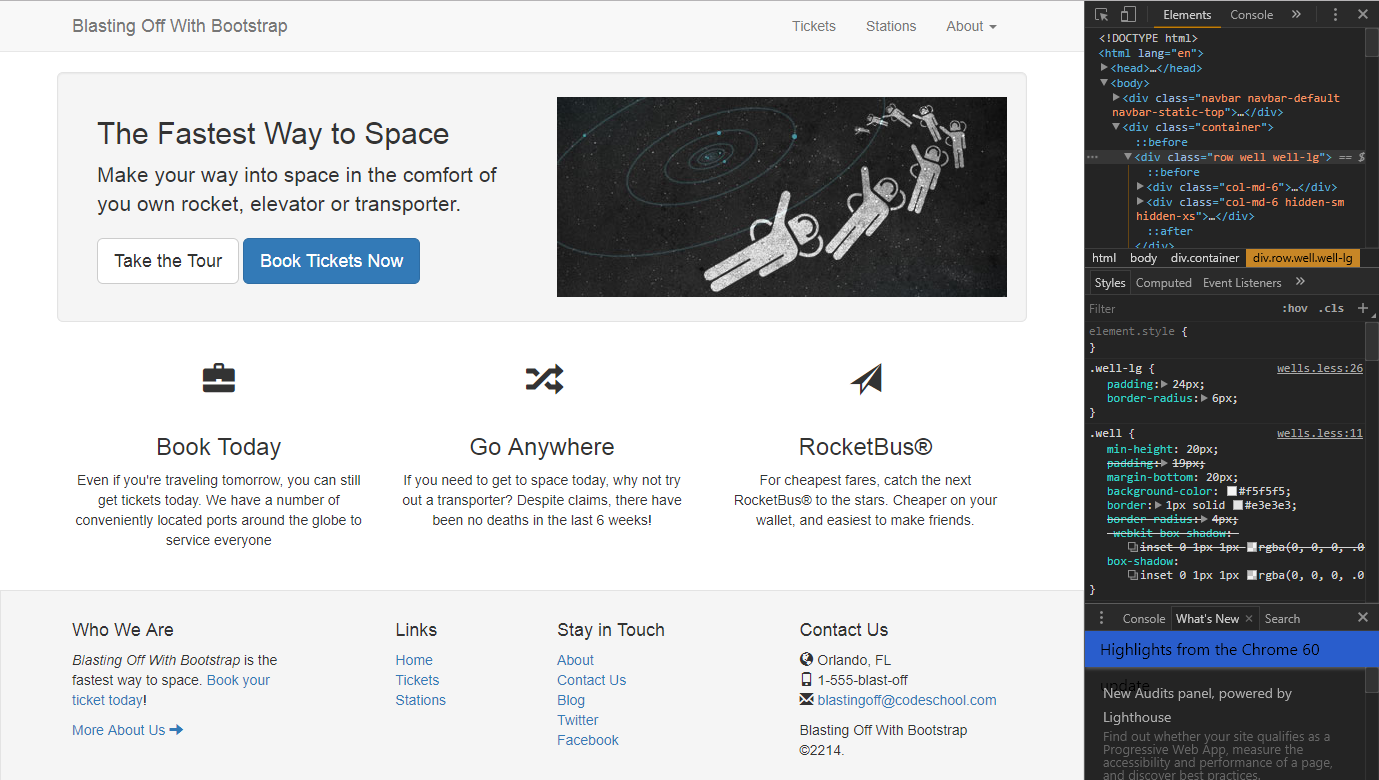 Blasting Off With Bootstrap
Tickets
Stations
About
The Fastest Way to Space
Make your way into space in the comfort of
you own rocket, elevator or transporter.
Take the Tour
Book Tickets Now
Book Today
Even if you're traveling tomorrow, you can still
get tickets today. We have a number of
conveniently located ports around the globe to
service everyone
Go Anywhere
If you need to get to space today, why not try
out a transporter? Despite claims, there have
been no deaths in the last 6 weeks!
RocketBus®
For cheapest fares, catch the next
RocketBus® to the stars. Cheaper on your
wallet, and easiest to make friends.
Who We Are
Blasting Off With Bootstrap is the
fastest way to space. Book your
ticket today!
More About Us
Links
Home
Tickets
Stations
Stay in Touch
About
Contact Us
Blog
Twitter
Facebook
Contact Us
Orlando, FL
1-555-blast-off
blastingoff@codeschool.com
Blasting Off With Bootstrap
©2214.
Elements Console »
<!DOCTYPE html>
<html lang="en">
<head>…</head>
<body>
<div class="navbar navbar-default
navbar-static-top">…</div>
<div class="container">
::before
<div class="row well well-lg"> == $
::before
<div class="col-md-6">…</div>
<div class="col-md-6 hidden-sm
hidden-xs">…</div>
::after
</div>
html body div.container div.row.well.well-lg
Styles Computed Event Listeners »
Filter :hov .cls +
element.style {
}
.well-lg { wells.less:26
padding: 24px;
border-radius: 6px;
}
.well { wells.less:11
min-height: 20px;
padding: 19px;
margin-bottom: 20px;
background-color: #f5f5f5;
border: 1px solid #e3e3e3;
border-radius: 4px;
-webkit-box-shadow:
inset 0 1px 1px rgba(0, 0, 0, .0
box-shadow:
inset 0 1px 1px rgba(0, 0, 0, .0
}
Console What's New × Search
Highlights from the Chrome 60
update
New Audits panel, powered by
Lighthouse
Find out whether your site qualifies as a
Progressive Web App, measure the
accessibility and performance of a page,
and discover best practices.